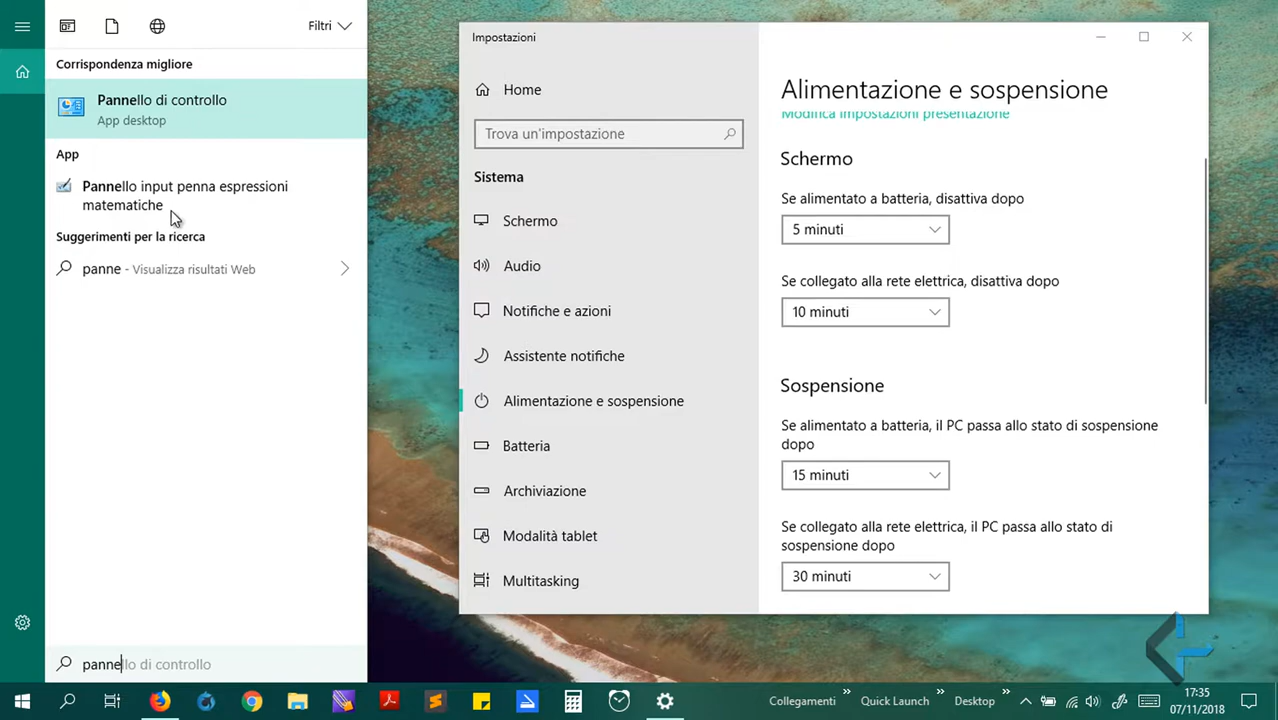 Filtri
Corrispondenza migliore
Pannello di controllo
App desktop
App
Pannello input penna espressioni
matematiche
Suggerimenti per la ricerca
panne - Visualizza risultati Web
pannello di controllo
Impostazioni
Home
Trova un'impostazione
Sistema
Schermo
Audio
Notifiche e azioni
Assistente notifiche
Alimentazione e sospensione
Batteria
Archiviazione
Modalità tablet
Multitasking
Alimentazione e sospensione
Modifica impostazioni presentazione
Schermo
Se alimentato a batteria, disattiva dopo
5 minuti
Se collegato alla rete elettrica, disattiva dopo
10 minuti
Sospensione
Se alimentato a batteria, il PC passa allo stato di sospensione
dopo
15 minuti
Se collegato alla rete elettrica, il PC passa allo stato di
sospensione dopo
30 minuti
Collegamenti
Quick Launch
Desktop
17:35
07/11/2018